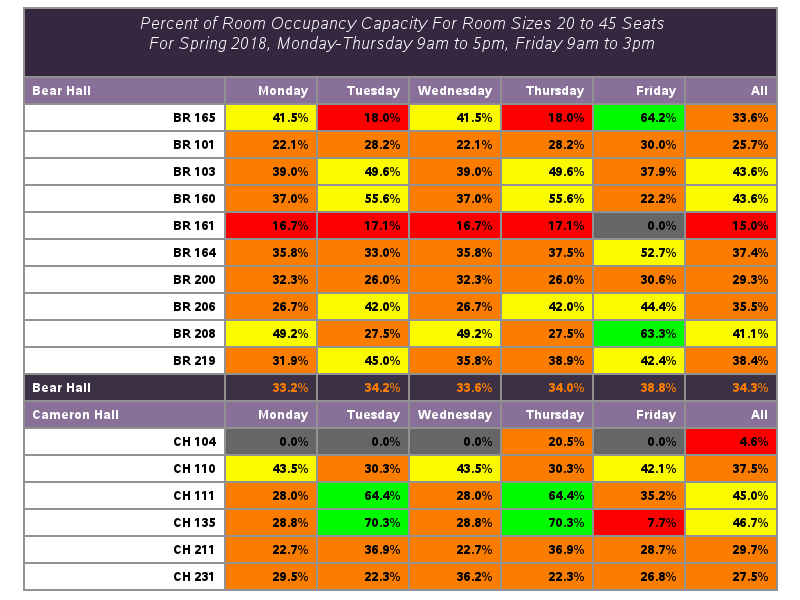 Percent of Room Occupancy Capacity For Room Sizes 20 to 45 Seats
For Spring 2018, Monday-Thursday 9am to 5pm, Friday 9am to 3pm
Bear Hall Monday Tuesday Wednesday Thursday Friday All
BR 165 41.5% 18.0% 41.5% 18.0% 64.2% 33.6%
BR 101 22.1% 28.2% 22.1% 28.2% 30.0% 25.7%
BR 103 39.0% 49.6% 39.0% 49.6% 37.9% 43.6%
BR 160 37.0% 55.6% 37.0% 55.6% 22.2% 43.6%
BR 161 16.7% 17.1% 16.7% 17.1% 0.0% 15.0%
BR 164 35.8% 33.0% 35.8% 37.5% 52.7% 37.4%
BR 200 32.3% 26.0% 32.3% 26.0% 30.6% 29.3%
BR 206 26.7% 42.0% 26.7% 42.0% 44.4% 35.5%
BR 208 49.2% 27.5% 49.2% 27.5% 63.3% 41.1%
BR 219 31.9% 45.0% 35.8% 38.9% 42.4% 38.4%
Bear Hall 33.2% 34.2% 33.6% 34.0% 38.8% 34.3%
Cameron Hall Monday Tuesday Wednesday Thursday Friday All
CH 104 0.0% 0.0% 0.0% 20.5% 0.0% 4.6%
CH 110 43.5% 30.3% 43.5% 30.3% 42.1% 37.5%
CH 111 28.0% 64.4% 28.0% 64.4% 35.2% 45.0%
CH 135 28.8% 70.3% 28.8% 70.3% 7.7% 46.7%
CH 211 22.7% 36.9% 22.7% 36.9% 28.7% 29.7%
CH 231 29.5% 22.3% 36.2% 22.3% 26.8% 27.5%